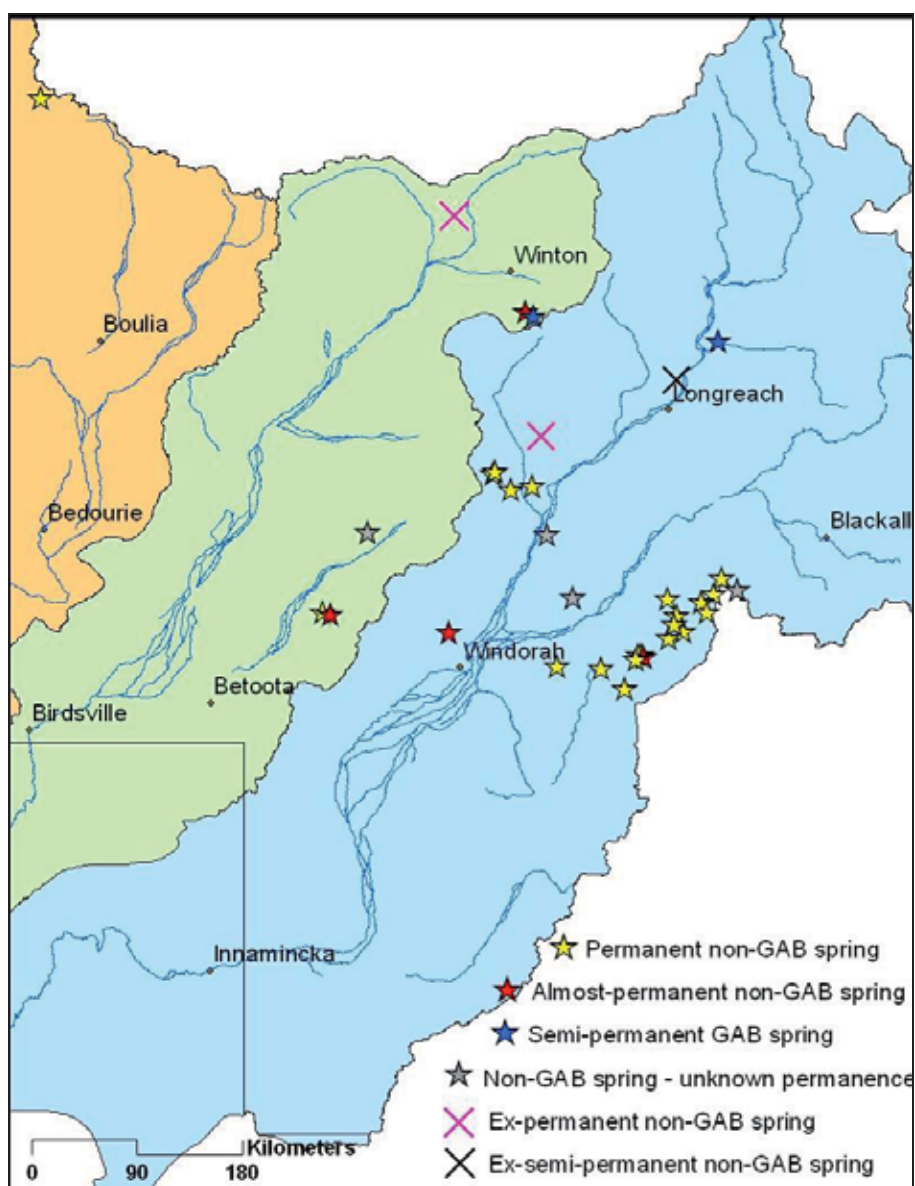 Winton
Boulia
Longreach
Bedourie
Blackall
Windorah
Betoota
Birdsville
Innamincka
Permanent non-GAB spring
Almost-permanent non-GAB spring
Semi-permanent GAB spring
Non-GAB spring - unknown permanence
Ex-permanent non-GAB spring
Ex-semi-permanent non-GAB spring
Kilometers
0 90 180